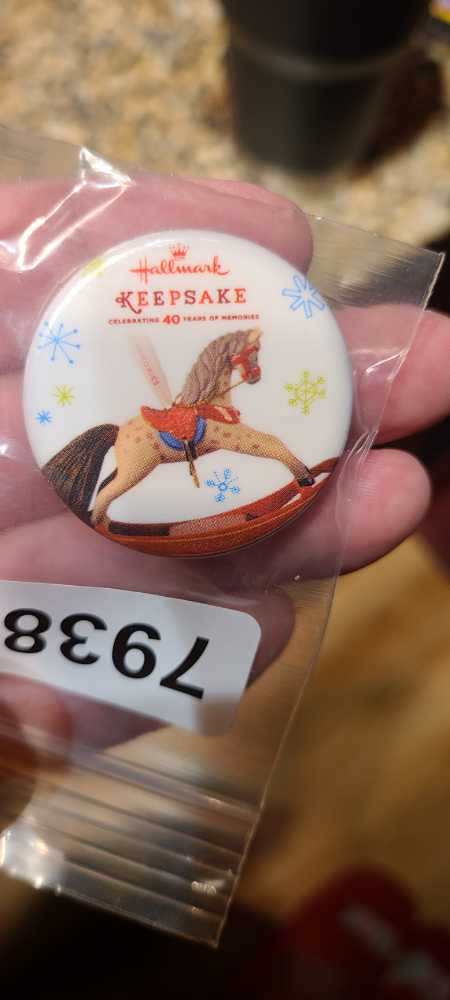 Hallmark
KEEPSAKE
CELEBRATING 40 YEARS OF MEMORIES
7938